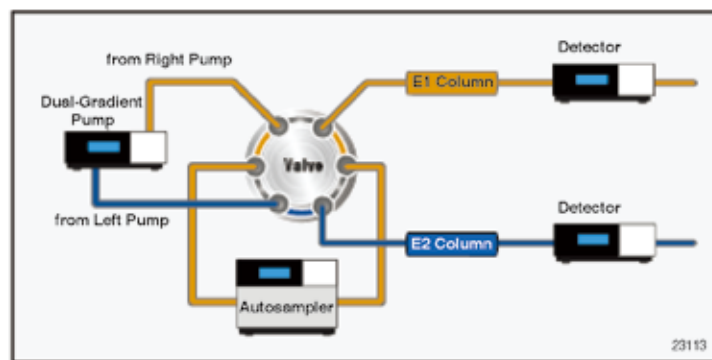 from Right Pump
Detector
E1 Column
Dual-Gradient
Pump
Valve
from Left Pump
Detector
E2 Column
Autosampler
23113